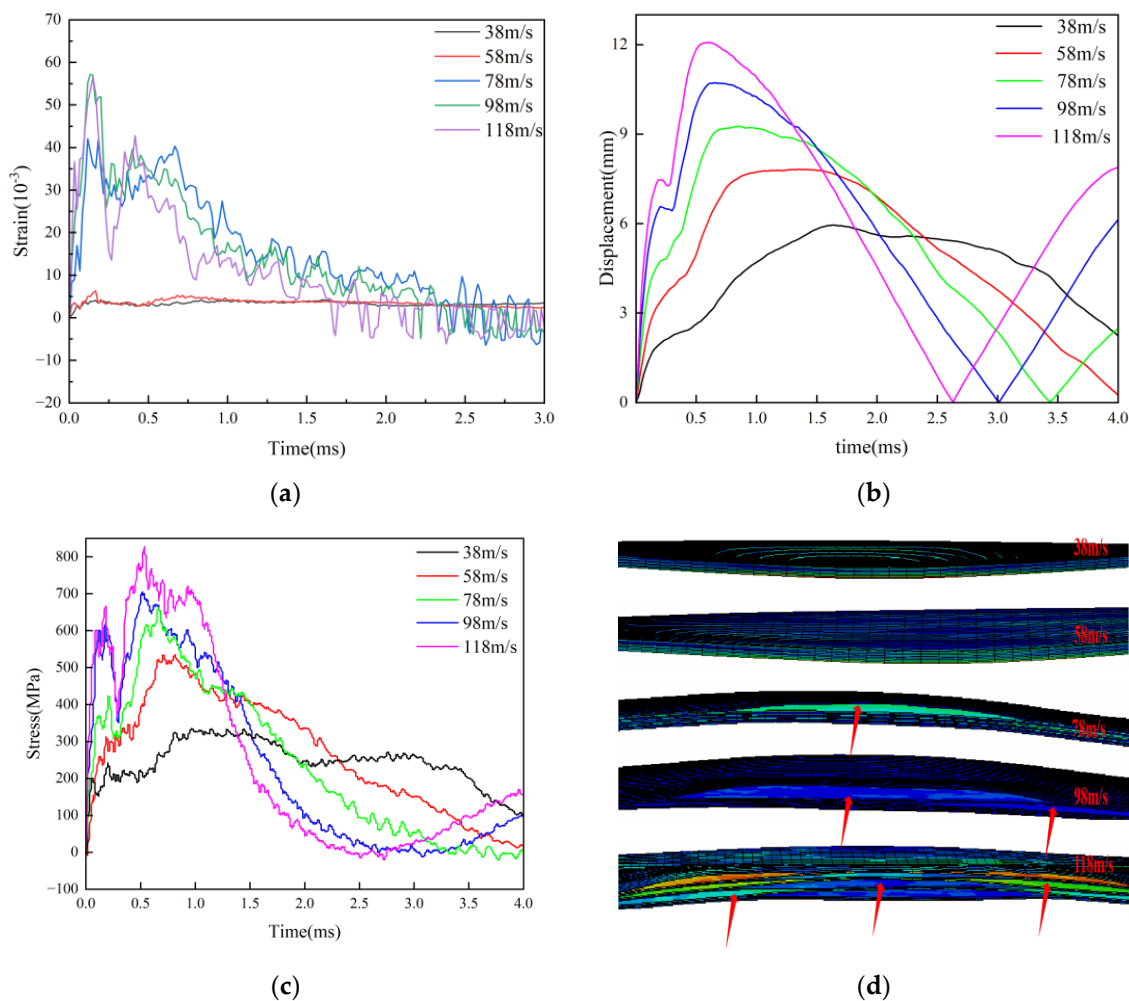 38m/s
58m/s
78m/s
98m/s
118m/s
70
60
50
40
30
20
10
0
−10
−20
Strain(10⁻³)
0.0 0.5 1.0 1.5 2.0 2.5 3.0
Time(ms)
(a)
38m/s
58m/s
78m/s
98m/s
118m/s
12
9
6
3
0
Displacement(mm)
0.5 1.0 1.5 2.0 2.5 3.0 3.5 4.0
time(ms)
(b)
38m/s
58m/s
78m/s
98m/s
118m/s
800
700
600
500
400
300
200
100
0
−100
Stress(MPa)
0.0 0.5 1.0 1.5 2.0 2.5 3.0 3.5 4.0
Time(ms)
(c)
38m/s
58m/s
78m/s
98m/s
118m/s
(d)